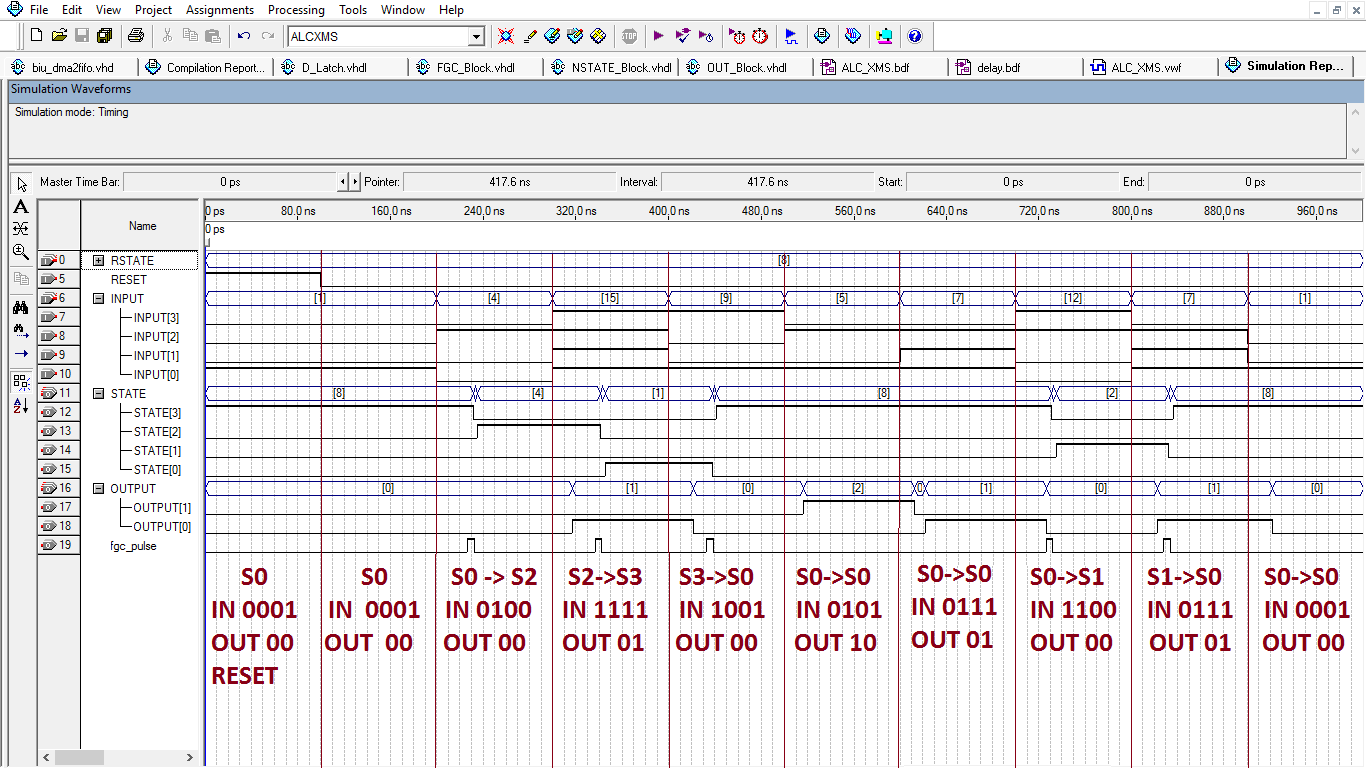 File Edit View Project Assignments Processing Tools Window Help
ALCXMS
STOP
biu_dma2fifo.vhd Compilation Report... D_Latch.vhdl FGC_Block.vhdl NSTATE_Block.vhdl OUT_Block.vhdl ALC_XMS.bdf delay.bdf ALC_XMS.vwf Simulation Rep...
Simulation Waveforms
Simulation mode: Timing
Master Time Bar: 0 ps Pointer: 417.6 ns Interval: 417.6 ns Start: 0 ps End: 0 ps
Name
0 ps 80.0 ns 160.0 ns 240.0 ns 320.0 ns 400.0 ns 480.0 ns 560.0 ns 640.0 ns 720.0 ns 800.0 ns 880.0 ns 960.0 ns
0 ps
0 RSTATE [8]
5 RESET
6 INPUT [1] [4] [15] [9] [5] [7] [12] [7] [1]
7 INPUT[3]
8 INPUT[2]
9 INPUT[1]
10 INPUT[0]
11 STATE [8] [4] [1] [8] [2] [8]
12 STATE[3]
13 STATE[2]
14 STATE[1]
15 STATE[0]
16 OUTPUT [0] [1] [0] [2] [1] [0] [1] [0]
17 OUTPUT[1]
18 OUTPUT[0]
19 fgc_pulse
S0 S0 S0 -> S2 S2->S3 S3->S0 S0->S0 S0->S0 S0->S1 S1->S0 S0->S0
IN 0001 IN 0001 IN 0100 IN 1111 IN 1001 IN 0101 IN 0111 IN 1100 IN 0111 IN 0001
OUT 00 OUT 00 OUT 00 OUT 01 OUT 00 OUT 10 OUT 01 OUT 00 OUT 01 OUT 00
RESET